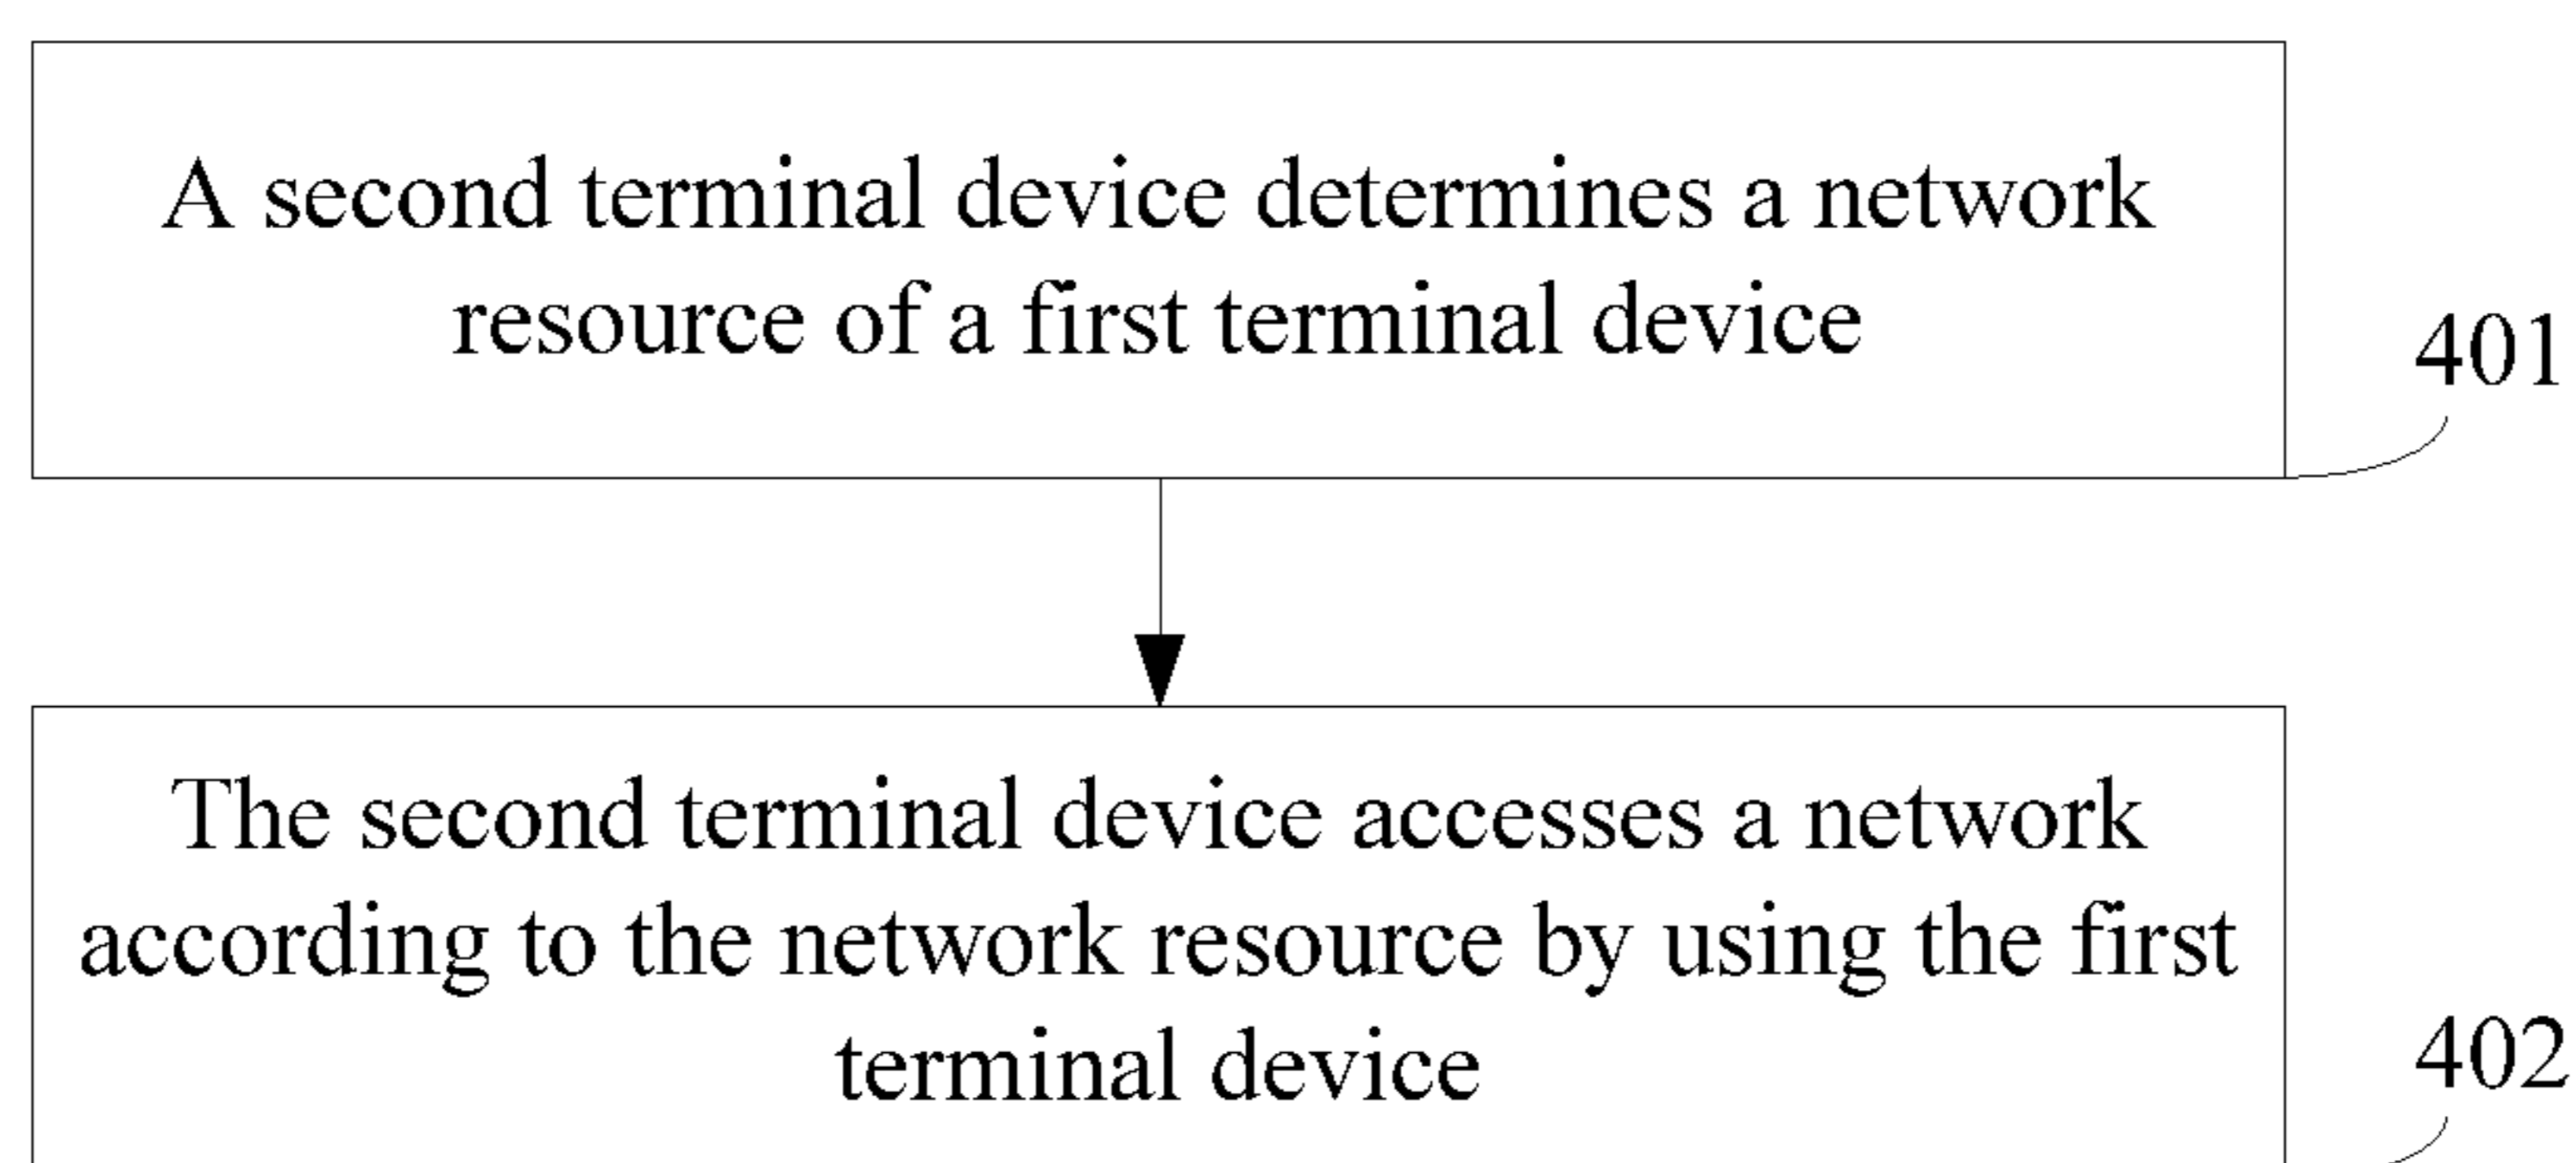 A second terminal device determines a network
resource of a first terminal device
401
The second terminal device accesses a network
according to the network resource by using the first
terminal device
402